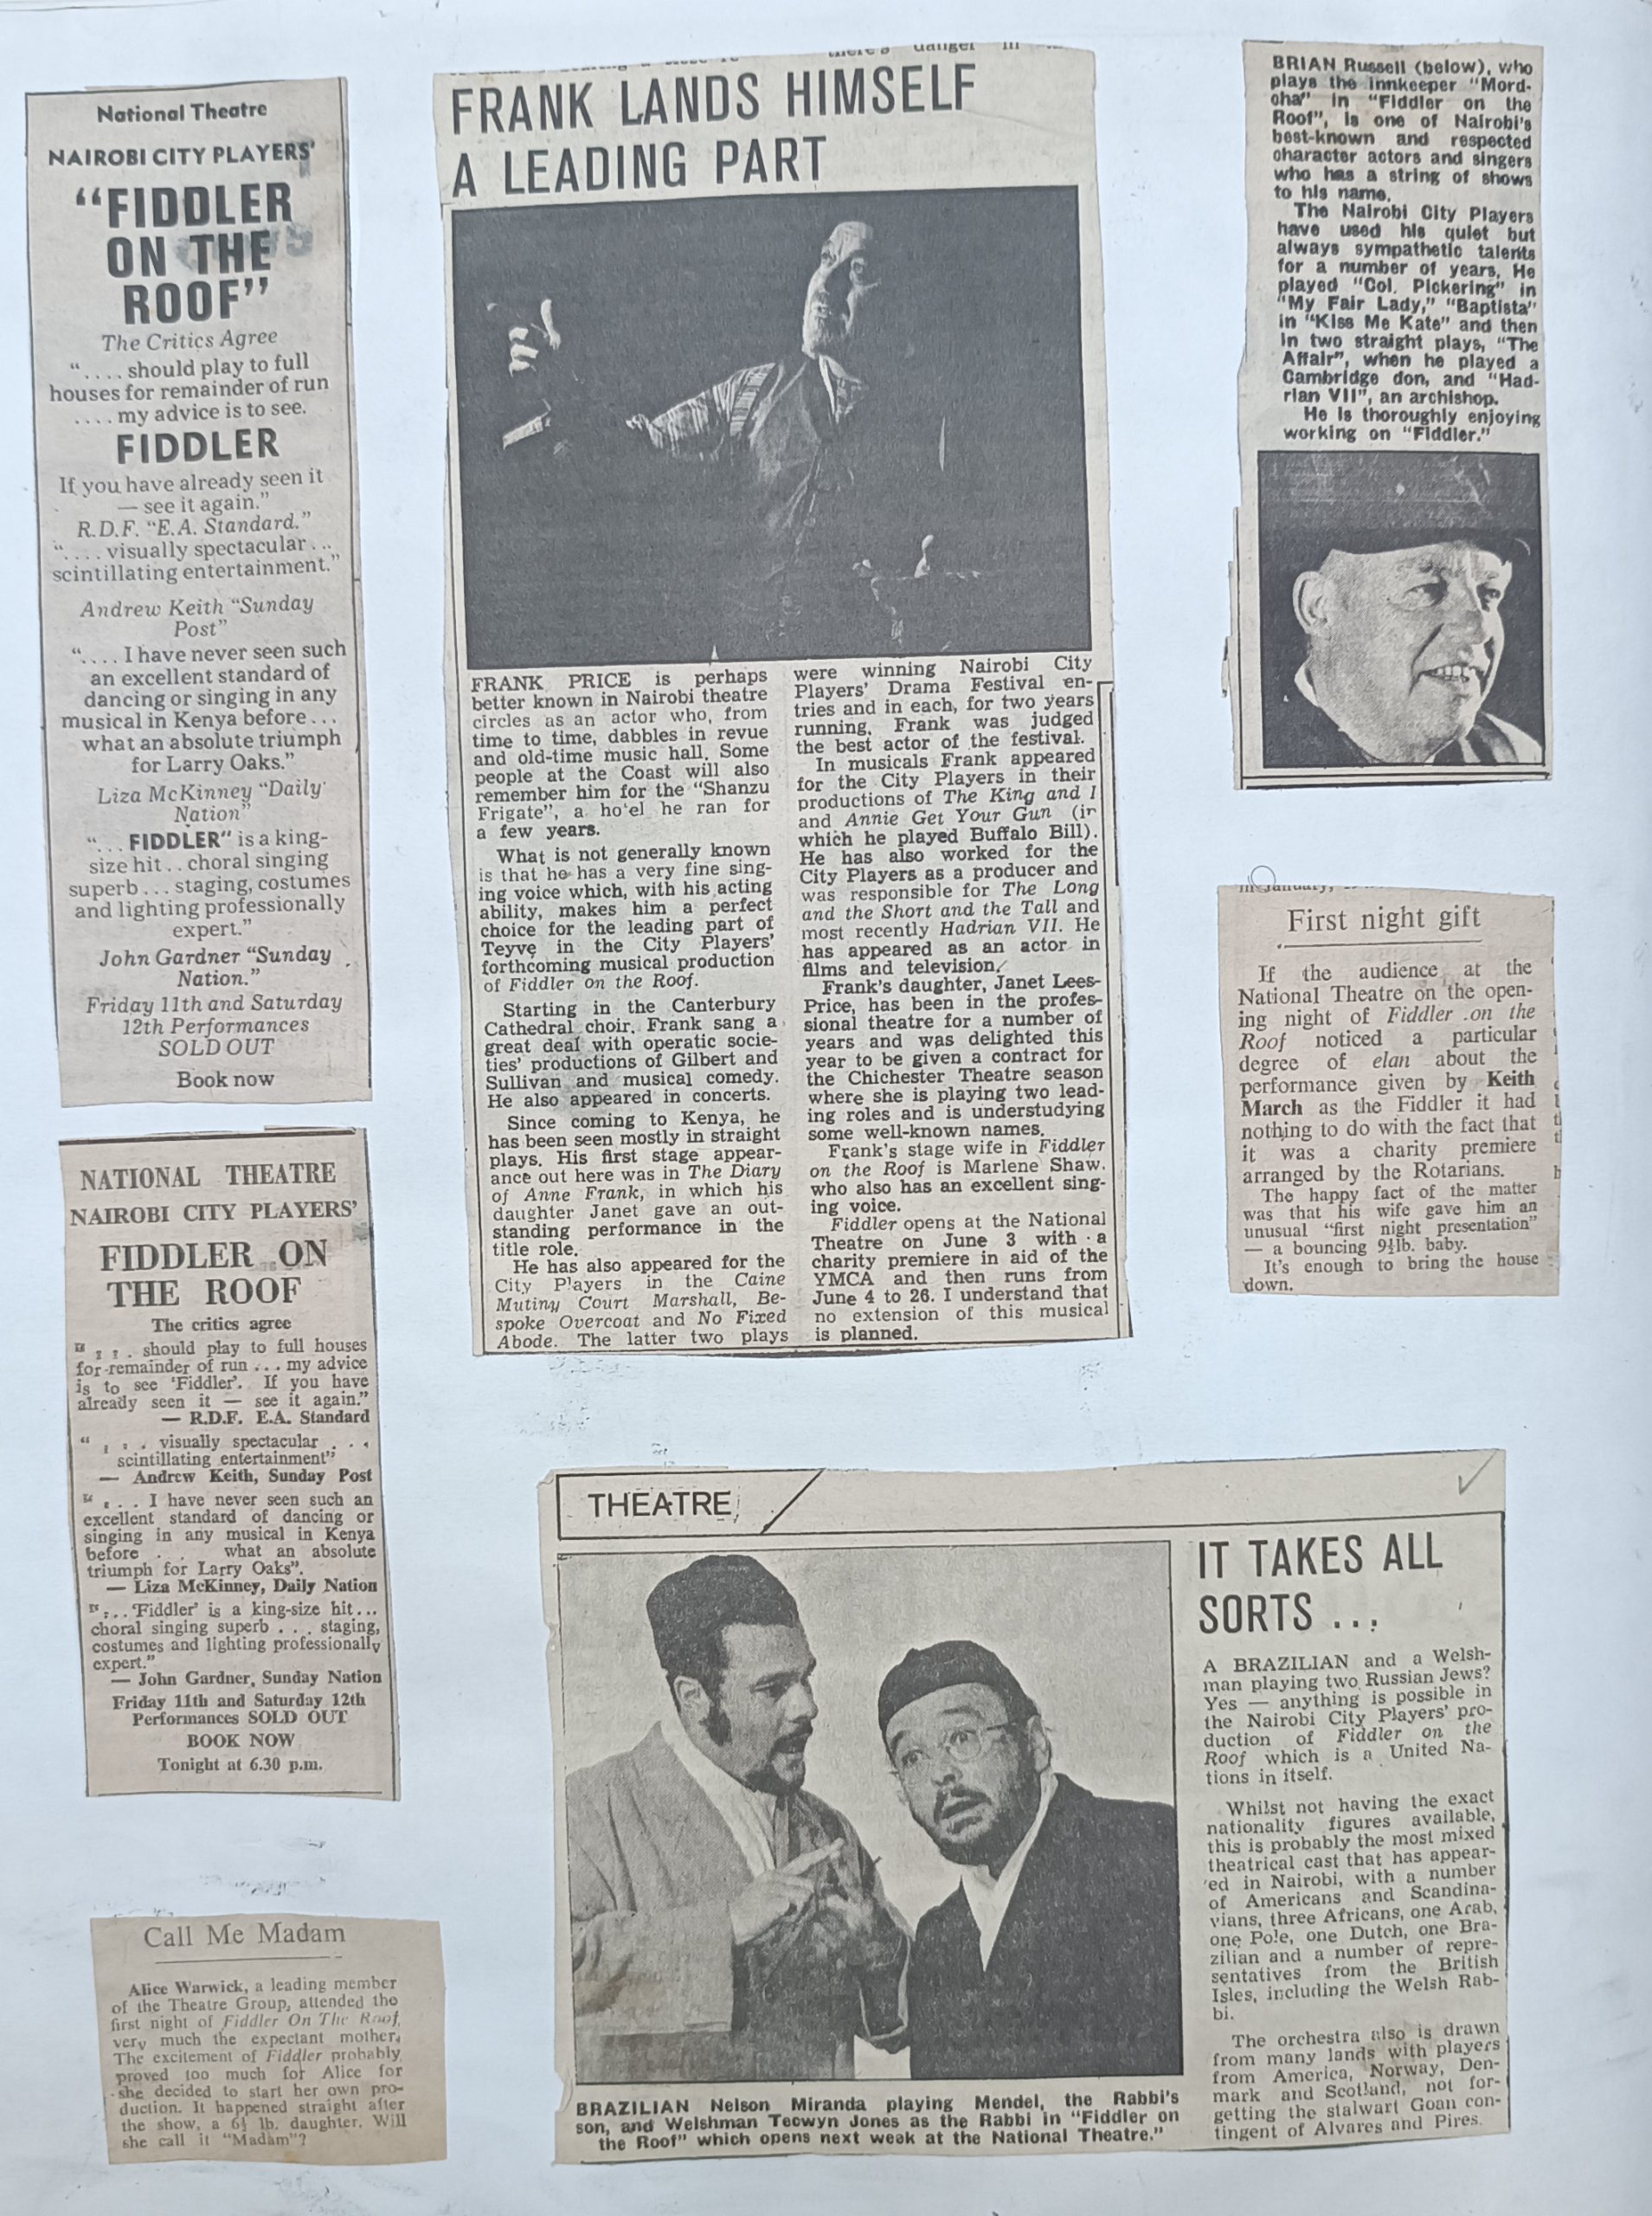 National Theatre
NAIROBI CITY PLAYERS'
“FIDDLER
ON THE
ROOF”
The Critics Agree
“.... should play to full
houses for remainder of run
.... my advice is to see.
FIDDLER
If you have already seen it
— see it again.”
R.D.F. “E.A. Standard.”
“.... visually spectacular...
scintillating entertainment.”
Andrew Keith “Sunday
Post”
“.... I have never seen such
an excellent standard of
dancing or singing in any
musical in Kenya before...
what an absolute triumph
for Larry Oaks.”
Liza McKinney “Daily
Nation”
“... FIDDLER” is a king-
size hit.. choral singing
superb... staging, costumes
and lighting professionally
expert.”
John Gardner “Sunday
Nation.”
Friday 11th and Saturday
12th Performances
SOLD OUT
Book now
NATIONAL THEATRE
NAIROBI CITY PLAYERS'
FIDDLER ON
THE ROOF
The critics agree
“, , . . should play to full houses
for remainder of run ... my advice
is to see 'Fiddler'. If you have
already seen it — see it again.”
— R.D.F. E.A. Standard
“ , . . . visually spectacular . . .
scintillating entertainment”
— Andrew Keith, Sunday Post
“, . . . I have never seen such an
excellent standard of dancing or
singing in any musical in Kenya
before . . what an absolute
triumph for Larry Oaks”.
— Liza McKinney, Daily Nation
“,... 'Fiddler' is a king-size hit...
choral singing superb . . . staging,
costumes and lighting professionally
expert.”
— John Gardner, Sunday Nation
Friday 11th and Saturday 12th
Performances SOLD OUT
BOOK NOW
Tonight at 6.30 p.m.
Call Me Madam
Alice Warwick, a leading member
of the Theatre Group, attended the
first night of Fiddler On The Roof,
very much the expectant mother.
The excitement of Fiddler probably
proved too much for Alice for
she decided to start her own pro-
duction. It happened straight after
the show, a 6½ lb. daughter. Will
she call it “Madam”?
there's danger in
FRANK LANDS HIMSELF
A LEADING PART
FRANK PRICE is perhaps
better known in Nairobi theatre
circles as an actor who, from
time to time, dabbles in revue
and old-time music hall. Some
people at the Coast will also
remember him for the “Shanzu
Frigate”, a ho'el he ran for
a few years.
What is not generally known
is that he has a very fine sing-
ing voice which, with his acting
ability, makes him a perfect
choice for the leading part of
Teyve in the City Players'
forthcoming musical production
of Fiddler on the Roof.
Starting in the Canterbury
Cathedral choir, Frank sang a
great deal with operatic socie-
ties' productions of Gilbert and
Sullivan and musical comedy.
He also appeared in concerts.
Since coming to Kenya, he
has been seen mostly in straight
plays. His first stage appear-
ance out here was in The Diary
of Anne Frank, in which his
daughter Janet gave an out-
standing performance in the
title role.
He has also appeared for the
City Players in the Caine
Mutiny Court Marshall, Be-
spoke Overcoat and No Fixed
Abode. The latter two plays
were winning Nairobi City
Players' Drama Festival en-
tries and in each, for two years
running, Frank was judged
the best actor of the festival.
In musicals Frank appeared
for the City Players in their
productions of The King and I
and Annie Get Your Gun (in
which he played Buffalo Bill).
He has also worked for the
City Players as a producer and
was responsible for The Long
and the Short and the Tall and
most recently Hadrian VII. He
has appeared as an actor in
films and television.
Frank's daughter, Janet Lees-
Price, has been in the profes-
sional theatre for a number of
years and was delighted this
year to be given a contract for
the Chichester Theatre season
where she is playing two lead-
ing roles and is understudying
some well-known names.
Frank's stage wife in Fiddler
on the Roof is Marlene Shaw,
who also has an excellent sing-
ing voice.
Fiddler opens at the National
Theatre on June 3 with a
charity premiere in aid of the
YMCA and then runs from
June 4 to 26. I understand that
no extension of this musical
is planned.
BRIAN Russell (below), who
plays the innkeeper “Mord-
cha” in “Fiddler on the
Roof”, is one of Nairobi's
best-known and respected
character actors and singers
who has a string of shows
to his name.
The Nairobi City Players
have used his quiet but
always sympathetic talents
for a number of years. He
played “Col. Pickering” in
“My Fair Lady,” “Baptista”
in “Kiss Me Kate” and then
in two straight plays, “The
Affair”, when he played a
Cambridge don, and “Had-
rian VII”, an archishop.
He is thoroughly enjoying
working on “Fiddler.”
in January,
First night gift
If the audience at the
National Theatre on the open-
ing night of Fiddler on the
Roof noticed a particular
degree of elan about the
performance given by Keith
March as the Fiddler it had
nothing to do with the fact that
it was a charity premiere
arranged by the Rotarians.
The happy fact of the matter
was that his wife gave him an
unusual “first night presentation”
— a bouncing 9½lb. baby.
It's enough to bring the house
down.
THEATRE
IT TAKES ALL
SORTS ...
A BRAZILIAN and a Welsh-
man playing two Russian Jews?
Yes — anything is possible in
the Nairobi City Players' pro-
duction of Fiddler on the
Roof which is a United Na-
tions in itself.
Whilst not having the exact
nationality figures available,
this is probably the most mixed
theatrical cast that has appear-
ed in Nairobi, with a number
of Americans and Scandina-
vians, three Africans, one Arab,
one Pole, one Dutch, one Bra-
zilian and a number of repre-
sentatives from the British
Isles, including the Welsh Rab-
bi.
The orchestra also is drawn
from many lands with players
from America, Norway, Den-
mark and Scotland, not for-
getting the stalwart Goan con-
tingent of Alvares and Pires.
BRAZILIAN Nelson Miranda playing Mendel, the Rabbi's
son, and Welshman Tecwyn Jones as the Rabbi in “Fiddler on
the Roof” which opens next week at the National Theatre.”